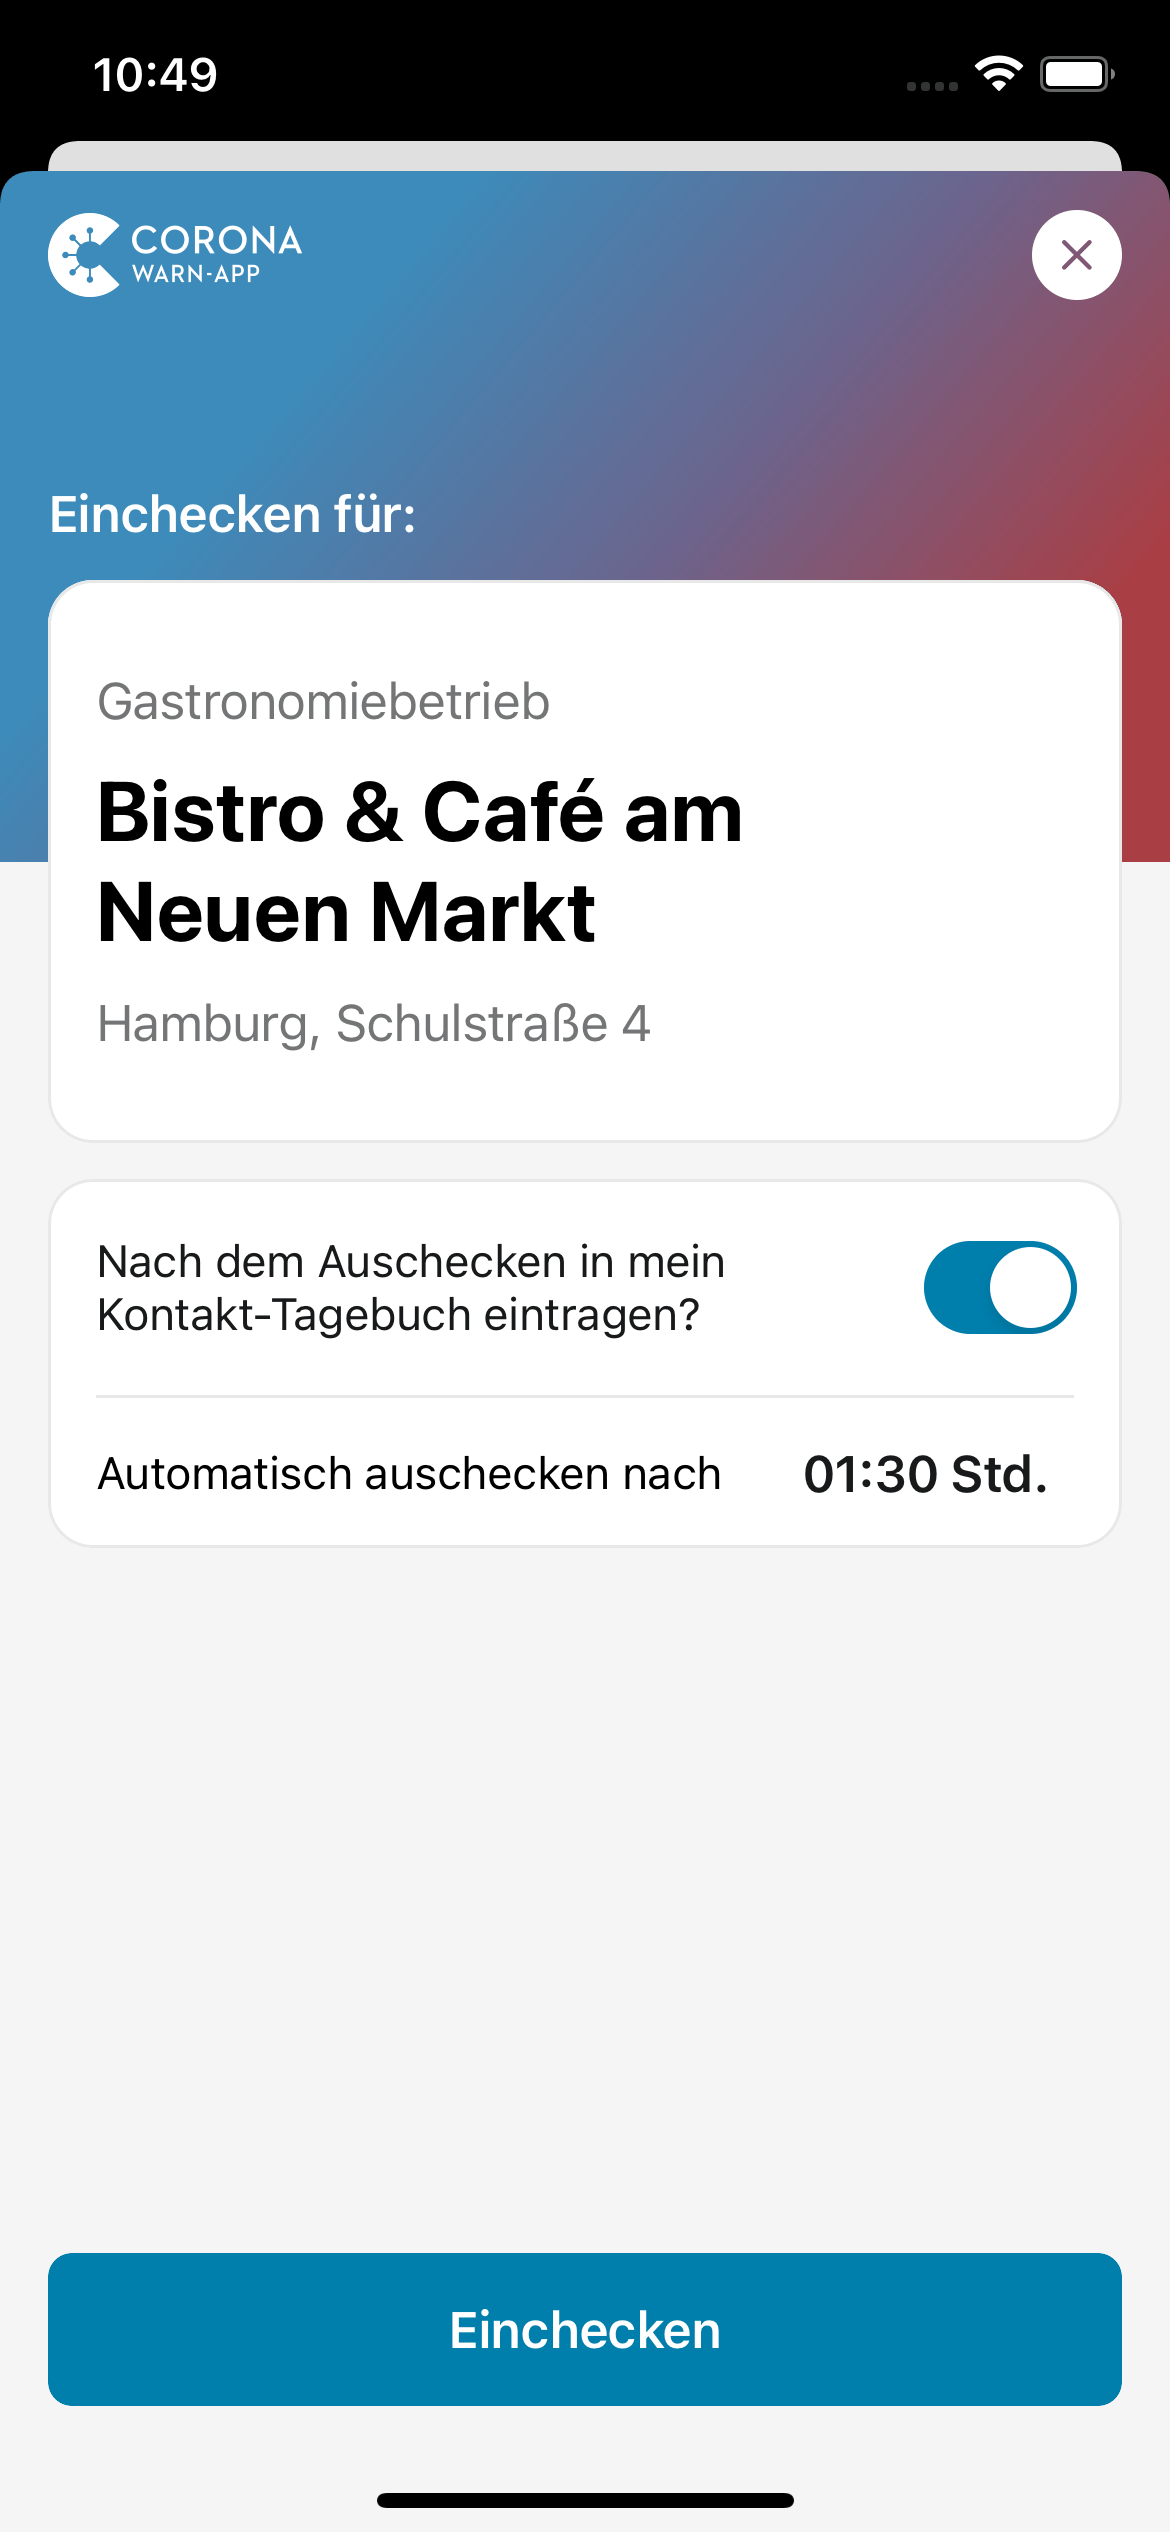 10:49
CORONA
WARN-APP
Einchecken für:
Gastronomiebetrieb
Bistro & Café am
Neuen Markt
Hamburg, Schulstraße 4
Nach dem Auschecken in mein
Kontakt-Tagebuch eintragen?
Automatisch auschecken nach 01:30 Std.
Einchecken